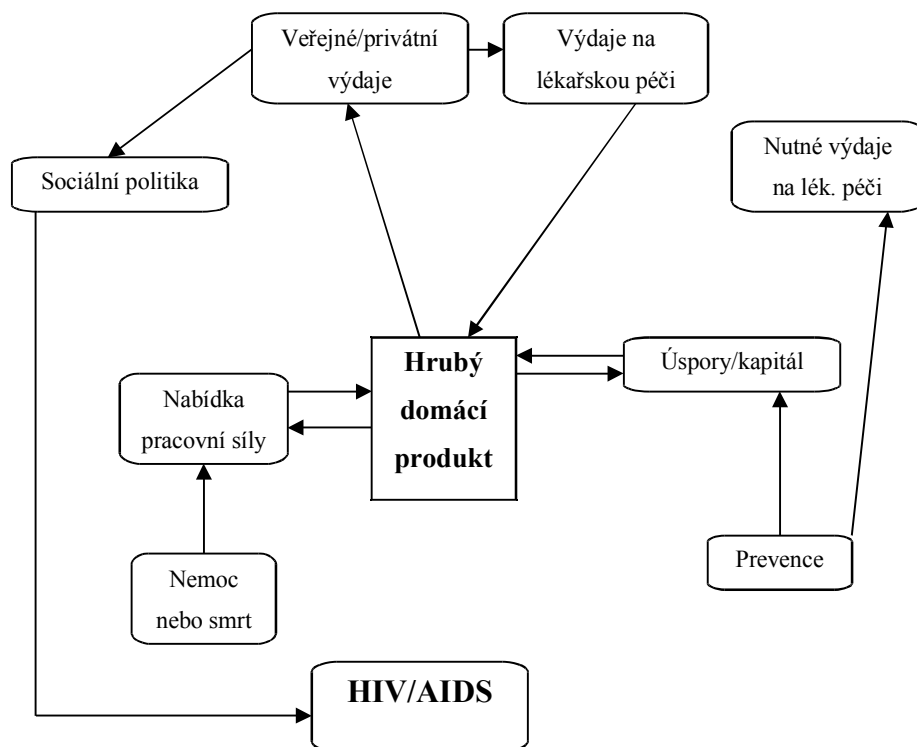 Veřejné/privátní
výdaje
Výdaje na
lékařskou péči
Nutné výdaje
na lék. péči
Sociální politika
Hrubý
domácí
produkt
Úspory/kapitál
Nabídka
pracovní síly
Prevence
Nemoc
nebo smrt
HIV/AIDS